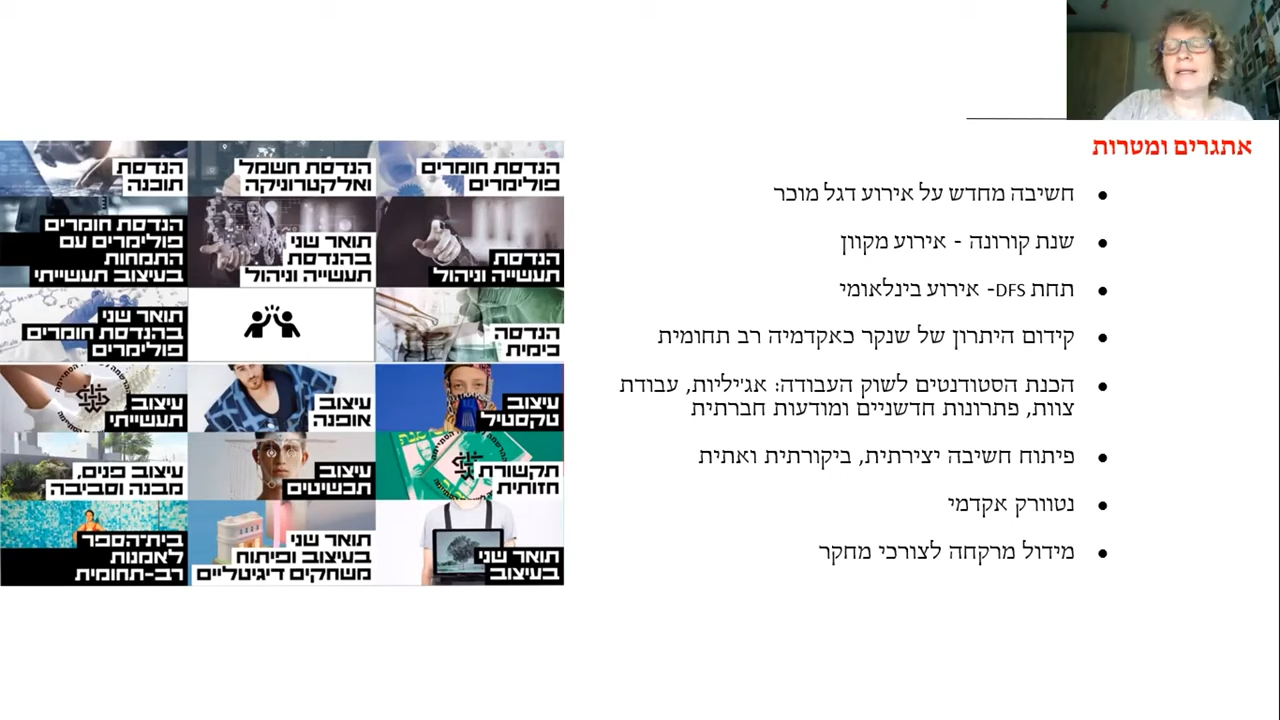 אתגרים ומטרות
חשיבה מחדש על אירוע דגל מוכר
שנת קורונה - אירוע מקוון
תחת DFS- אירוע בינלאומי
קידום היתרון של שנקר כאקדמיה רב תחומית
הכנת הסטודנטים לשוק העבודה: אג'יליות, עבודת
צוות, פתרונות חדשניים ומודעות חברתית
פיתוח חשיבה יצירתית, ביקורתית ואתית
נטוורק אקדמי
מידול מרקחה לצורכי מחקר
הנדסת חומרים
פולימרים
הנדסת חשמל
ואלקטרוניקה
הנדסת
תוכנה
הנדסת
תעשייה וניהול
תואר שני
בהנדסת
תעשייה וניהול
הנדסת חומרים
פולימרים עם
התמחות
בעיצוב תעשייתי
הנדסה
כימית
תואר שני
בהנדסת חומרים
פולימרים
עיצוב
טקסטיל
עיצוב
אופנה
עיצוב
תעשייתי
תקשורת
חזותית
עיצוב
תכשיטים
עיצוב פנים,
מבנה וסביבה
תואר שני
בעיצוב
תואר שני
בעיצוב ופיתוח
משחקים דיגיטליים
בית־הספר
לאמנות
רב-תחומית